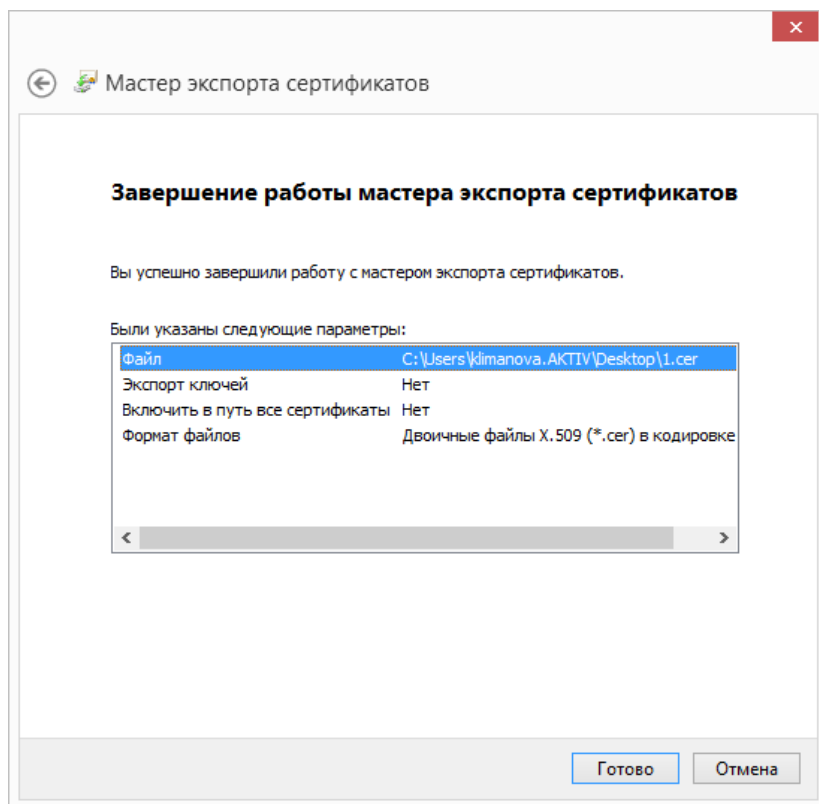 Мастер экспорта сертификатов
Завершение работы мастера экспорта сертификатов
Вы успешно завершили работу с мастером экспорта сертификатов.
Были указаны следующие параметры:
Файл C:\Users\klimanova.AKTIV\Desktop\1.cer
Экспорт ключей Нет
Включить в путь все сертификаты Нет
Формат файлов Двоичные файлы X.509 (*.cer) в кодировке
Готово Отмена